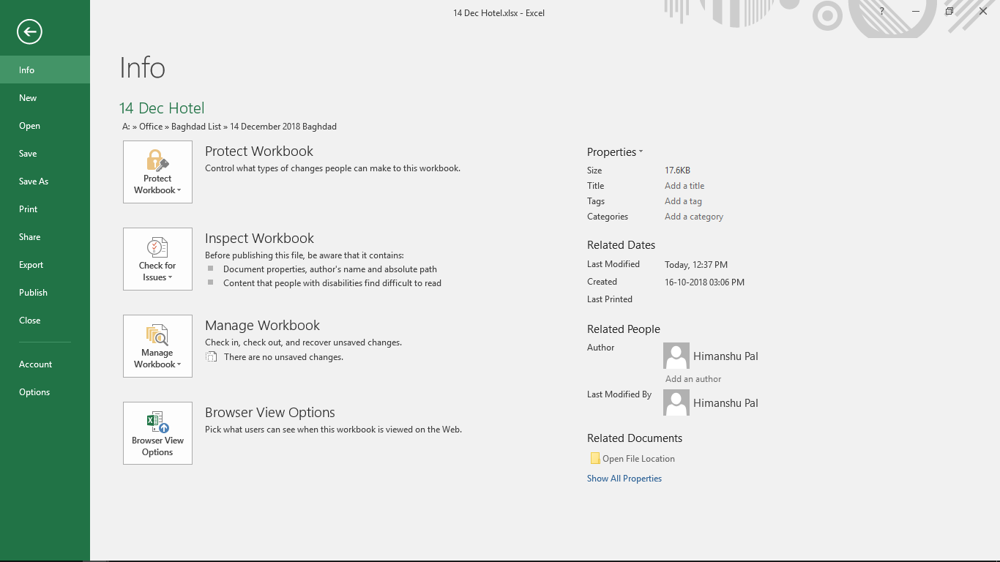 14 Dec Hotel.xlsx - Excel
?
Info
New
Open
Save
Save As
Print
Share
Export
Publish
Close
Account
Options
Info
14 Dec Hotel
A: » Office » Baghdad List » 14 December 2018 Baghdad
Protect
Workbook
Protect Workbook
Control what types of changes people can make to this workbook.
Check for
Issues
Inspect Workbook
Before publishing this file, be aware that it contains:
Document properties, author's name and absolute path
Content that people with disabilities find difficult to read
Manage
Workbook
Manage Workbook
Check in, check out, and recover unsaved changes.
There are no unsaved changes.
Browser View
Options
Browser View Options
Pick what users can see when this workbook is viewed on the Web.
Properties
Size 17.6KB
Title Add a title
Tags Add a tag
Categories Add a category
Related Dates
Last Modified Today, 12:37 PM
Created 16-10-2018 03:06 PM
Last Printed
Related People
Author Himanshu Pal
Add an author
Last Modified By Himanshu Pal
Related Documents
Open File Location
Show All Properties